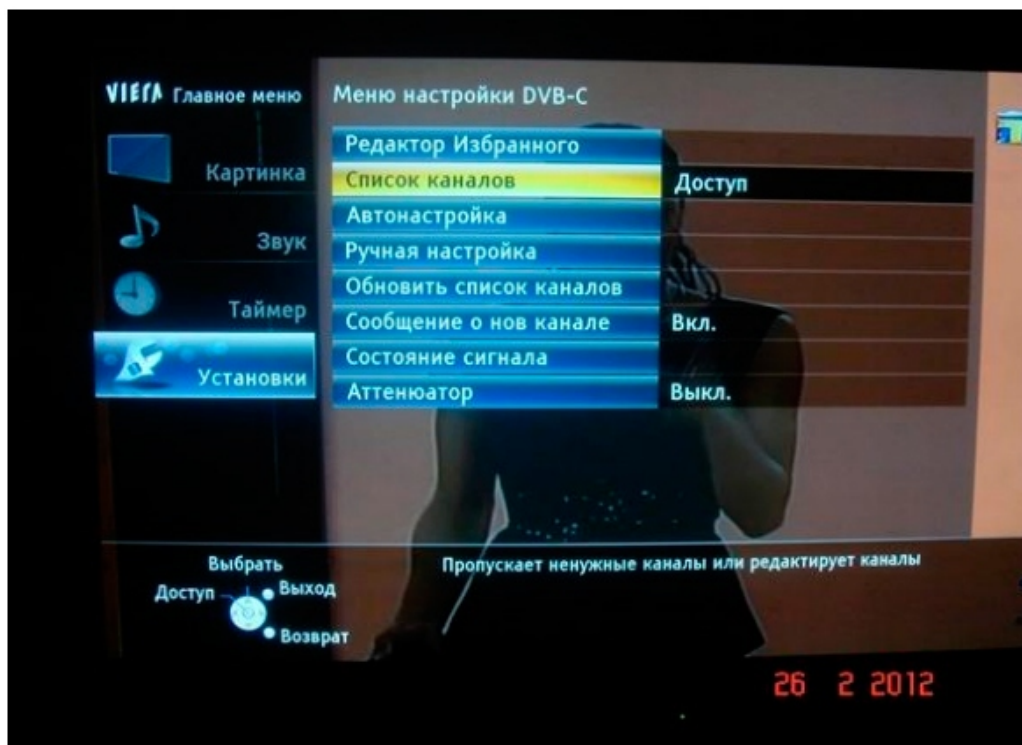 VIERA Главное меню
Меню настройки DVB-C
Картинка
Звук
Таймер
Установки
Редактор Избранного
Список каналов Доступ
Автонастройка
Ручная настройка
Обновить список каналов
Сообщение о нов канале Вкл.
Состояние сигнала
Аттенюатор Выкл.
Выбрать
Доступ
Выход
Возврат
Пропускает ненужные каналы или редактирует каналы
26 2 2012